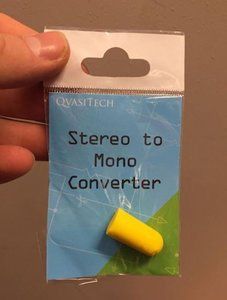 QVASITECH
Stereo to
Mono
Converter